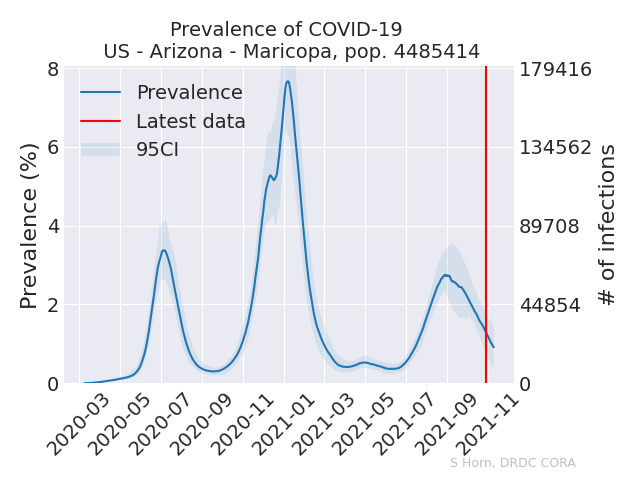 Prevalence of COVID-19
US - Arizona - Maricopa, pop. 4485414
Prevalence
Latest data
95CI
Prevalence (%)
8
6
4
2
0
179416
134562
89708
44854
0
# of infections
2020-03
2020-05
2020-07
2020-09
2020-11
2021-01
2021-03
2021-05
2021-07
2021-09
2021-11
S Horn, DRDC CORA